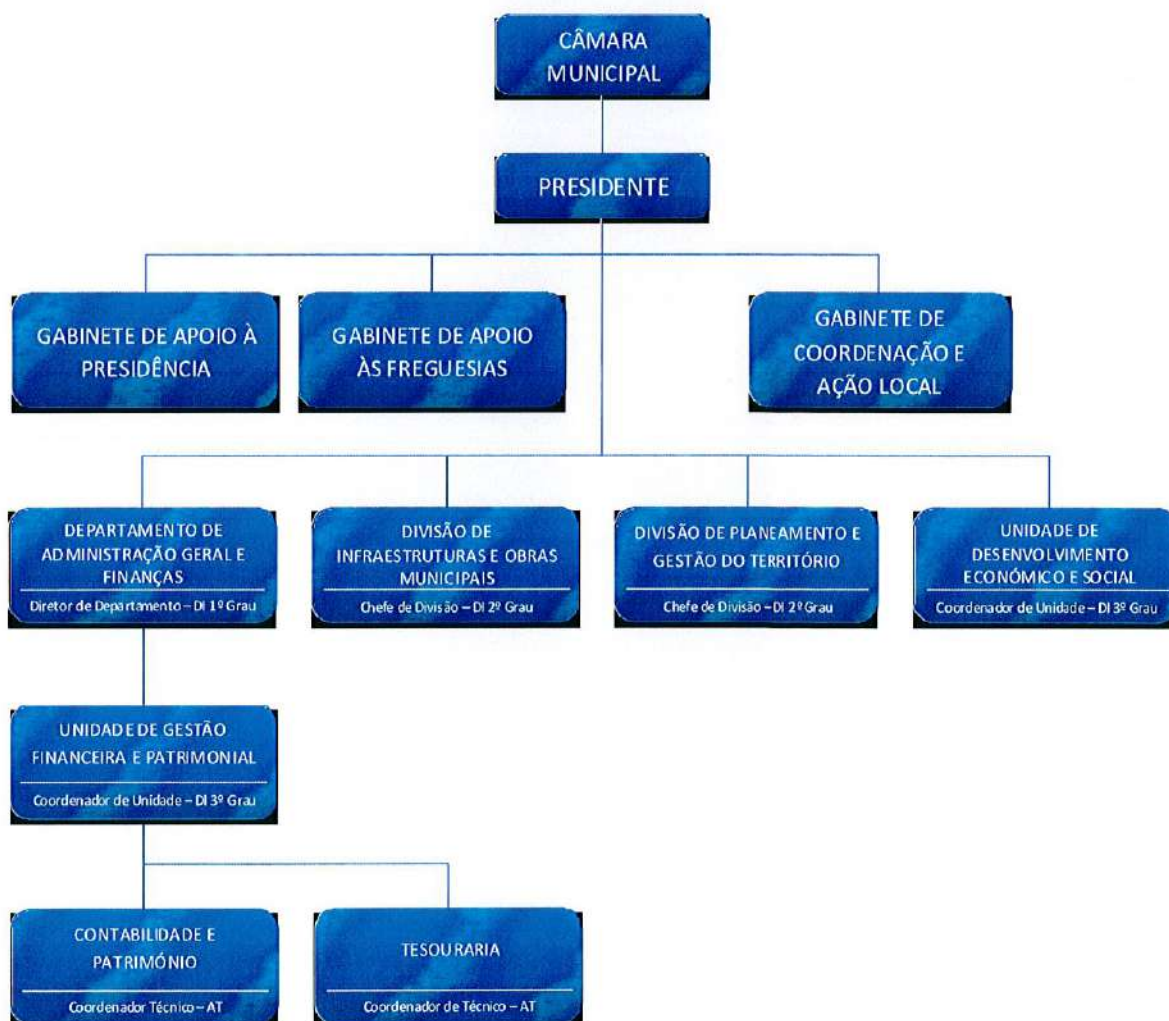 CÂMARA
MUNICIPAL
PRESIDENTE
GABINETE DE APOIO À
PRESIDÊNCIA
GABINETE DE APOIO
ÀS FREGUESIAS
GABINETE DE
COORDENAÇÃO E
AÇÃO LOCAL
DEPARTAMENTO DE
ADMINISTRAÇÃO GERAL E
FINANÇAS
Diretor de Departamento – DI 1º Grau
DIVISÃO DE
INFRAESTRUTURAS E OBRAS
MUNICIPAIS
Chefe de Divisão – DI 2º Grau
DIVISÃO DE PLANEAMENTO E
GESTÃO DO TERRITÓRIO
Chefe de Divisão – DI 2º Grau
UNIDADE DE
DESENVOLVIMENTO
ECONÓMICO E SOCIAL
Coordenador de Unidade – DI 3º Grau
UNIDADE DE GESTÃO
FINANCEIRA E PATRIMONIAL
Coordenador de Unidade – DI 3º Grau
CONTABILIDADE E
PATRIMÓNIO
Coordenador Técnico – AT
TESOURARIA
Coordenador de Técnico – AT